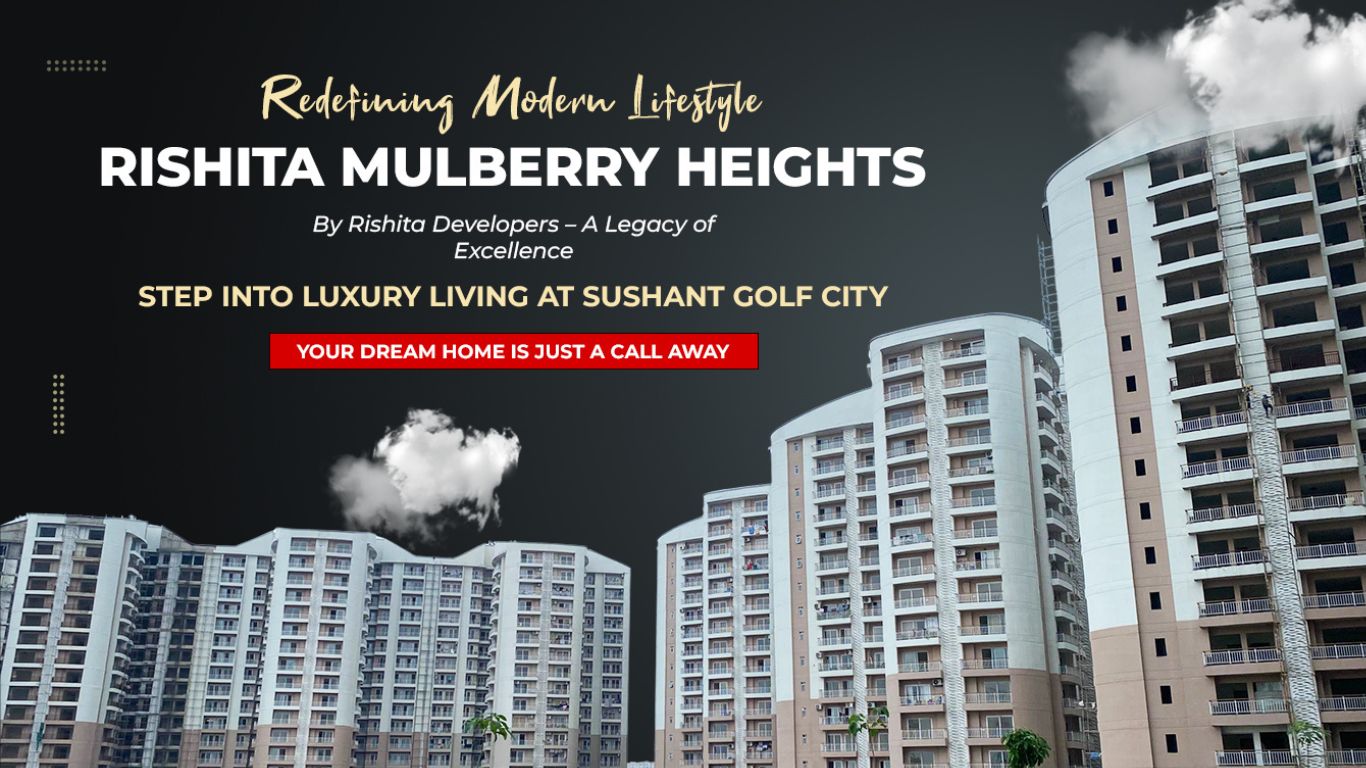 Redefining Modern Lifestyle
RISHITA MULBERRY HEIGHTS
By Rishita Developers – A Legacy of
Excellence
STEP INTO LUXURY LIVING AT SUSHANT GOLF CITY
YOUR DREAM HOME IS JUST A CALL AWAY